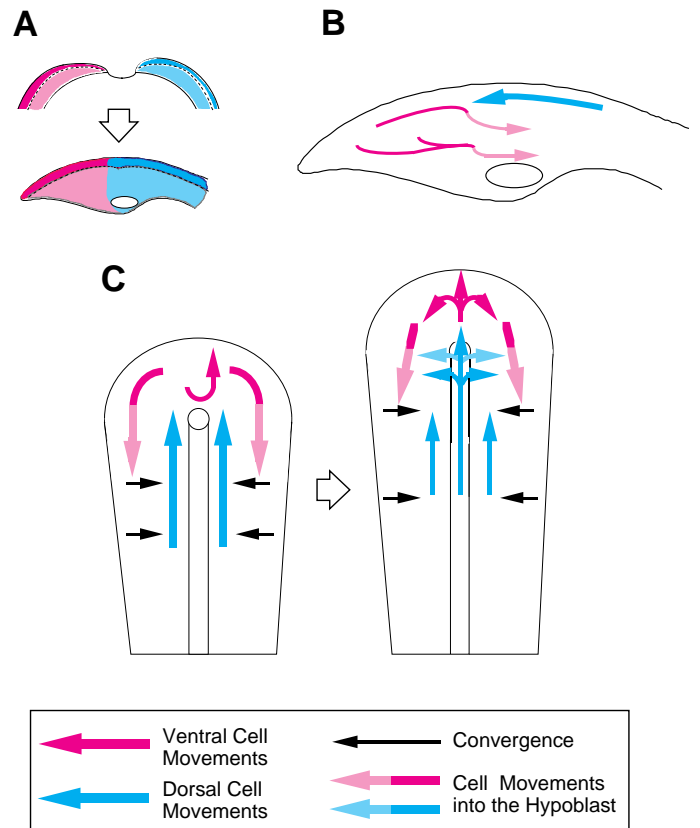 A
B
C
Ventral Cell
Movements
Convergence
Dorsal Cell
Movements
Cell Movements
into the Hypoblast